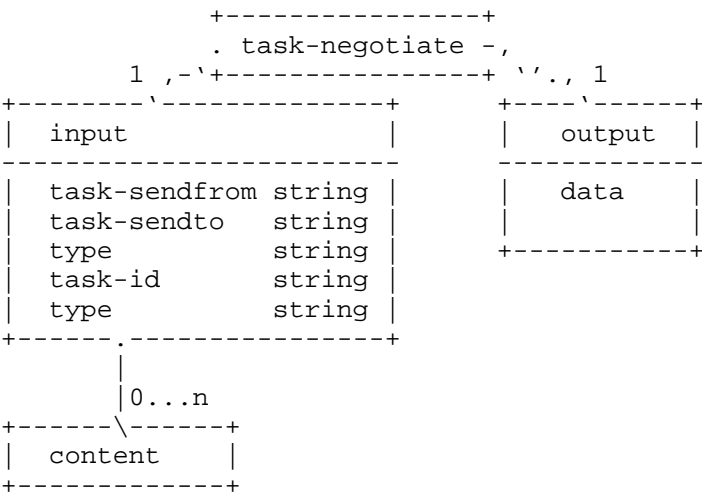 task-negotiate
1 1
input output
task-sendfrom string data
task-sendto string
type string
task-id string
type string
0...n
content